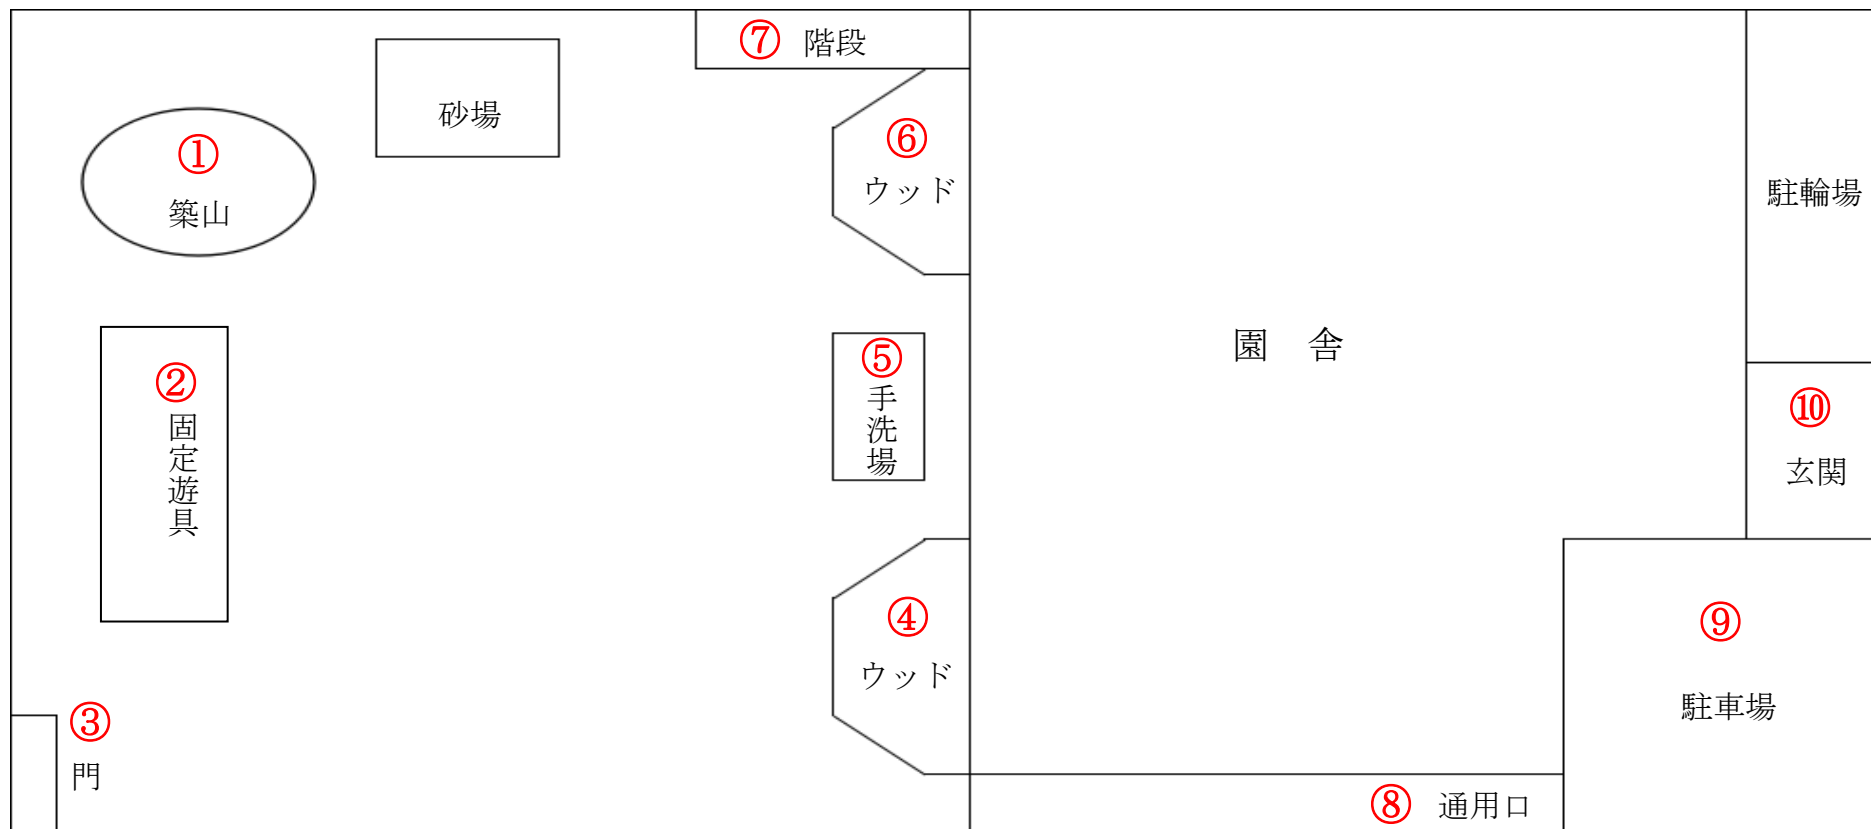 ⑦ 階段
砂場
①
築山
⑥
ウッド
駐輪場
園 舎
②
固定遊具
⑤
手洗場
⑩
玄関
④
ウッド
⑨
駐車場
③
門
⑧ 通用口